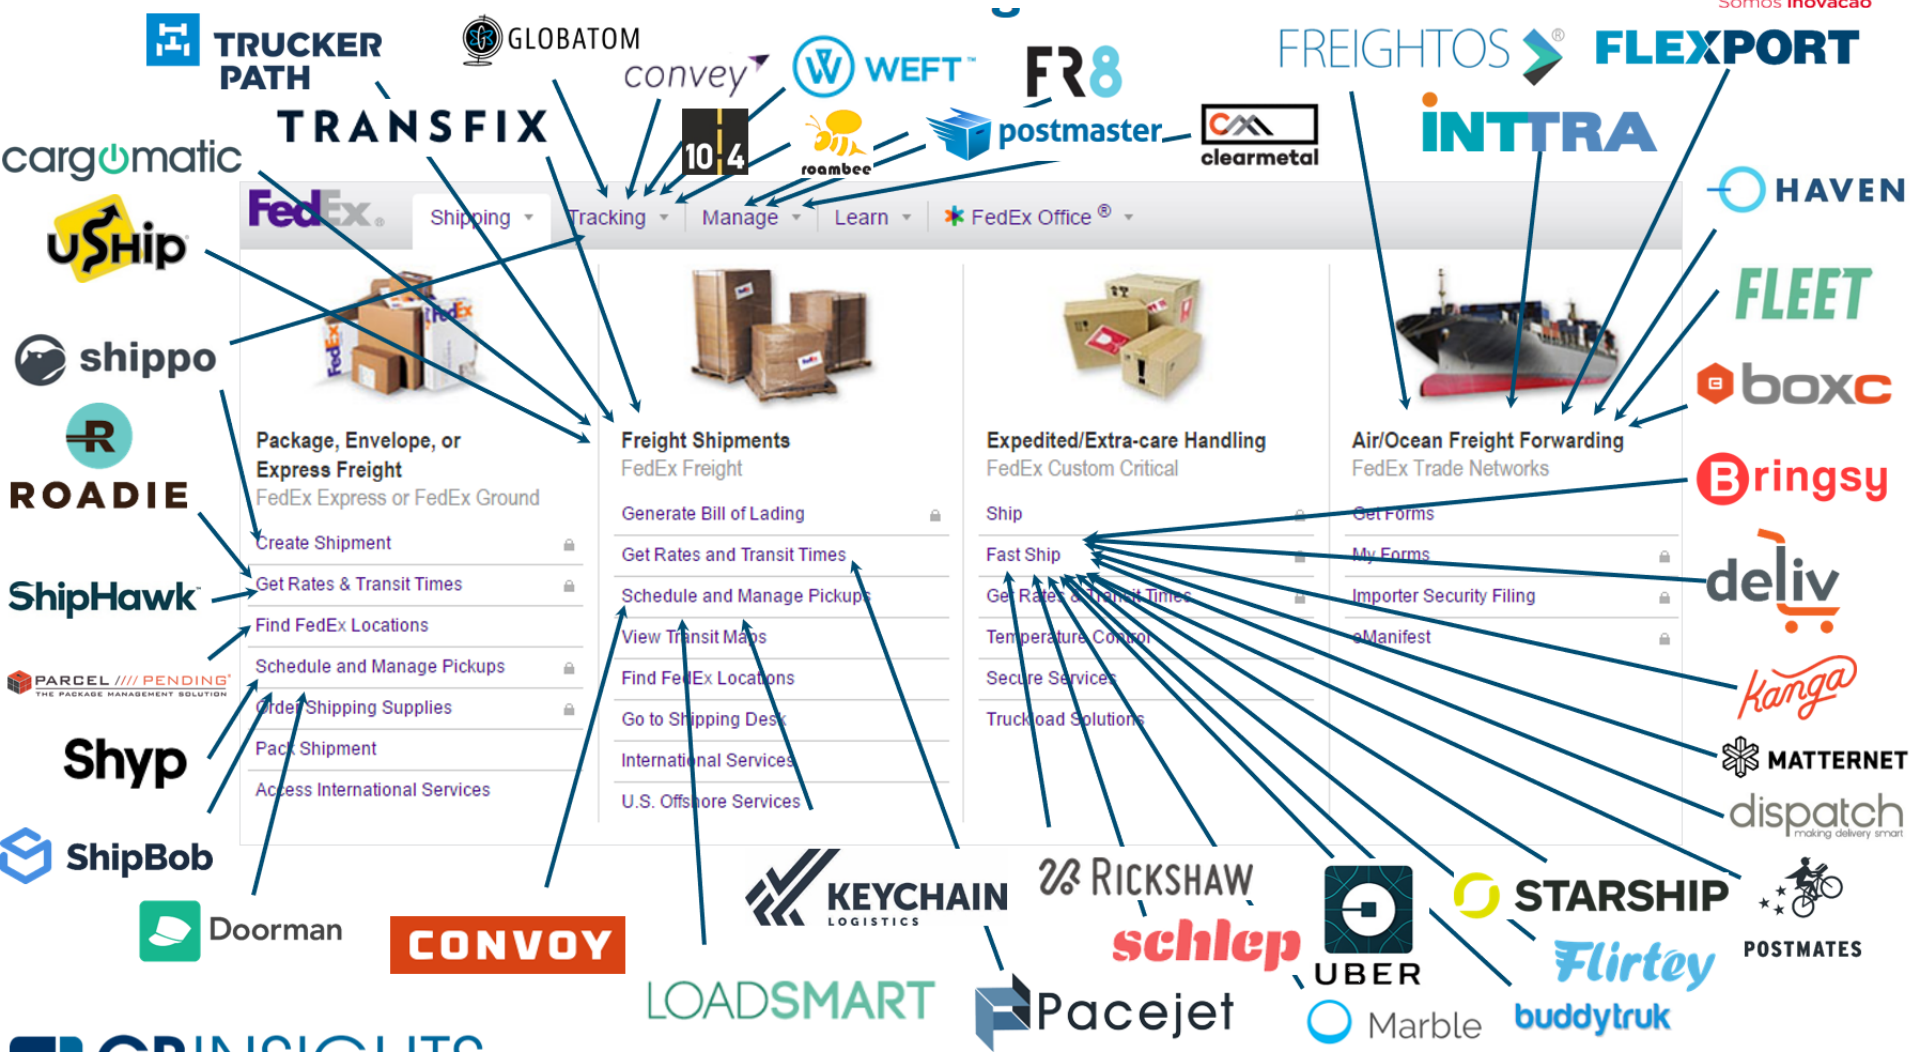 Somos Inovacao
TRUCKER
PATH
GLOBATOM
convey
WEFT™
FR8
FREIGHTOS®
FLEXPORT
TRANSFIX
10-4
roambee
postmaster
clearmetal
INTTRA
cargomatic
HAVEN
uShip
FedEx®
Shipping
Tracking
Manage
Learn
FedEx Office ®
FLEET
shippo
FedEx
boxc
ROADIE
Package, Envelope, or
Express Freight
FedEx Express or FedEx Ground
Create Shipment
Get Rates & Transit Times
Find FedEx Locations
Schedule and Manage Pickups
Order Shipping Supplies
Pack Shipment
Access International Services
Freight Shipments
FedEx Freight
Generate Bill of Lading
Get Rates and Transit Times
Schedule and Manage Pickups
View Transit Maps
Find FedEx Locations
Go to Shipping Desk
International Services
U.S. Offshore Services
Expedited/Extra-care Handling
FedEx Custom Critical
Ship
Fast Ship
Get Rates & Transit Times
Temperature Control
Secure Services
Truckload Solutions
Air/Ocean Freight Forwarding
FedEx Trade Networks
Get Forms
My Forms
Importer Security Filing
eManifest
Bringsy
deliv
ShipHawk™
PARCEL //// PENDING®
THE PACKAGE MANAGEMENT SOLUTION
Kanga
Shyp
MATTERNET
dispatch
making delivery smart
ShipBob
KEYCHAIN
LOGISTICS
RICKSHAW
STARSHIP
Doorman
CONVOY
schlep
UBER
Flirtey
POSTMATES
LOADSMART
Pacejet
Marble
buddytruk
CBINSIGHTS